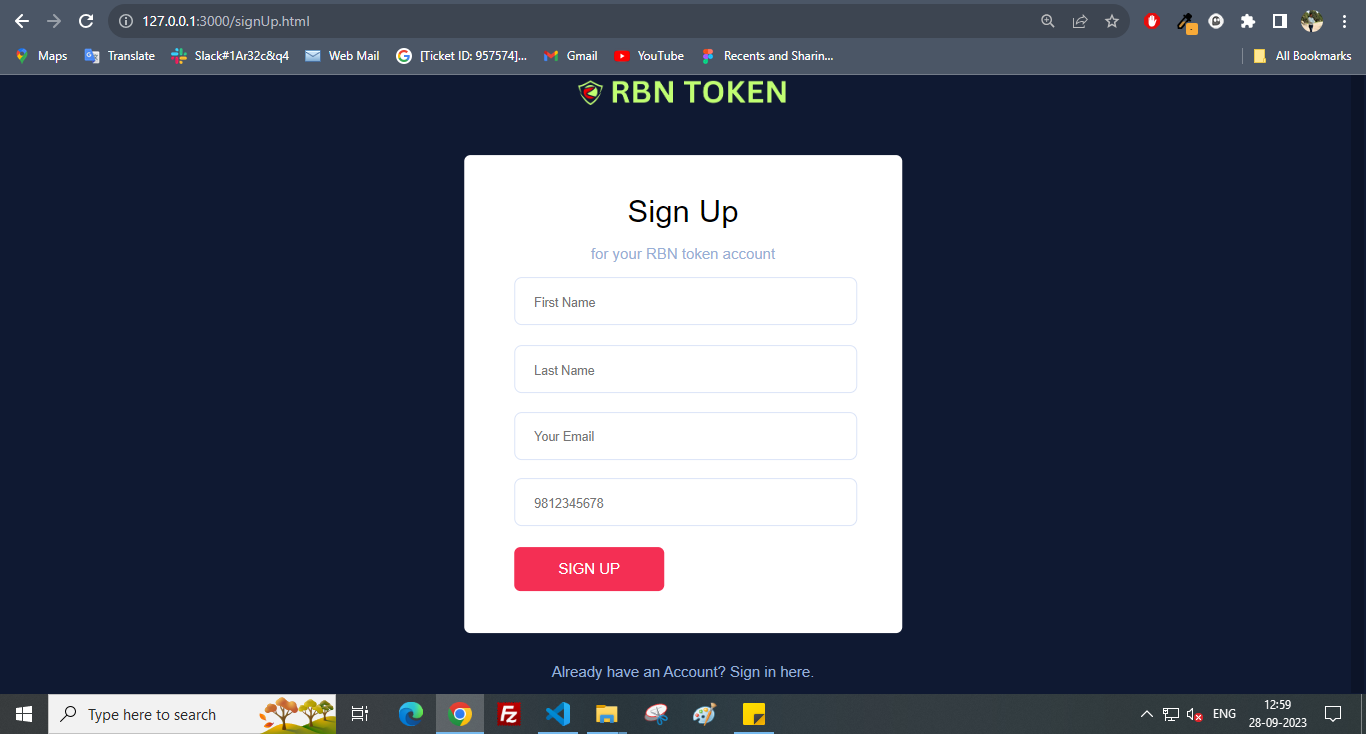 127.0.0.1:3000/signUp.html
Maps Translate Slack#1Ar32c&q4 Web Mail [Ticket ID: 957574]... Gmail YouTube Recents and Sharin... All Bookmarks
RBN TOKEN
Sign Up
for your RBN token account
First Name
Last Name
Your Email
9812345678
SIGN UP
Already have an Account? Sign in here.
Type here to search
ENG
12:59
28-09-2023